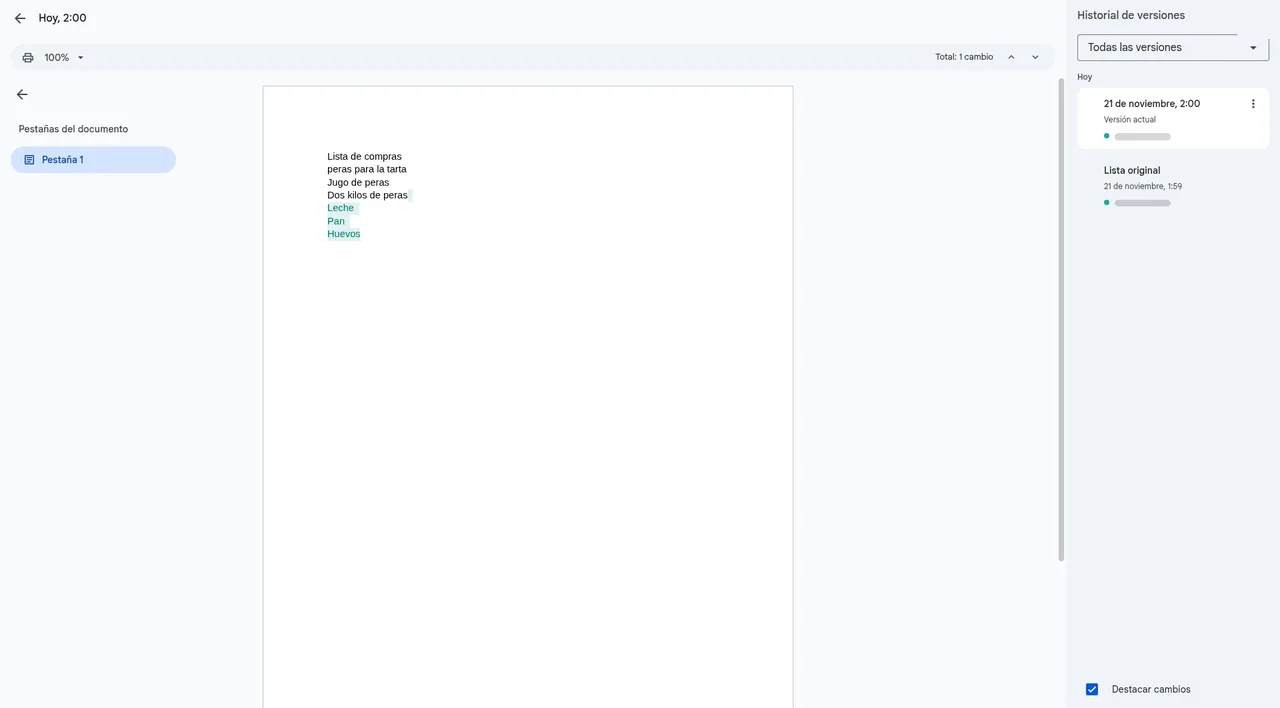 Hoy, 2:00
100%
Total: 1 cambio
Pestañas del documento
Pestaña 1
Lista de compras
peras para la tarta
Jugo de peras
Dos kilos de peras
Leche
Pan
Huevos
Historial de versiones
Todas las versiones
Hoy
21 de noviembre, 2:00
Versión actual
Lista original
21 de noviembre, 1:59
Destacar cambios